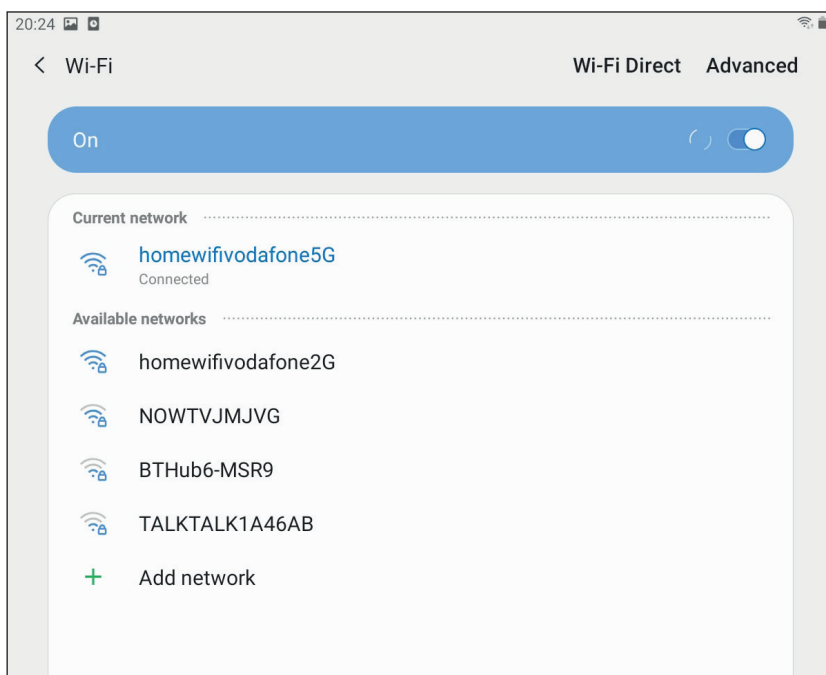 20:24
Wi-Fi Wi-Fi Direct Advanced
On
Current network
homewifivodafone5G
Connected
Available networks
homewifivodafone2G
NOWTVJMJVG
BTHub6-MSR9
TALKTALK1A46AB
Add network